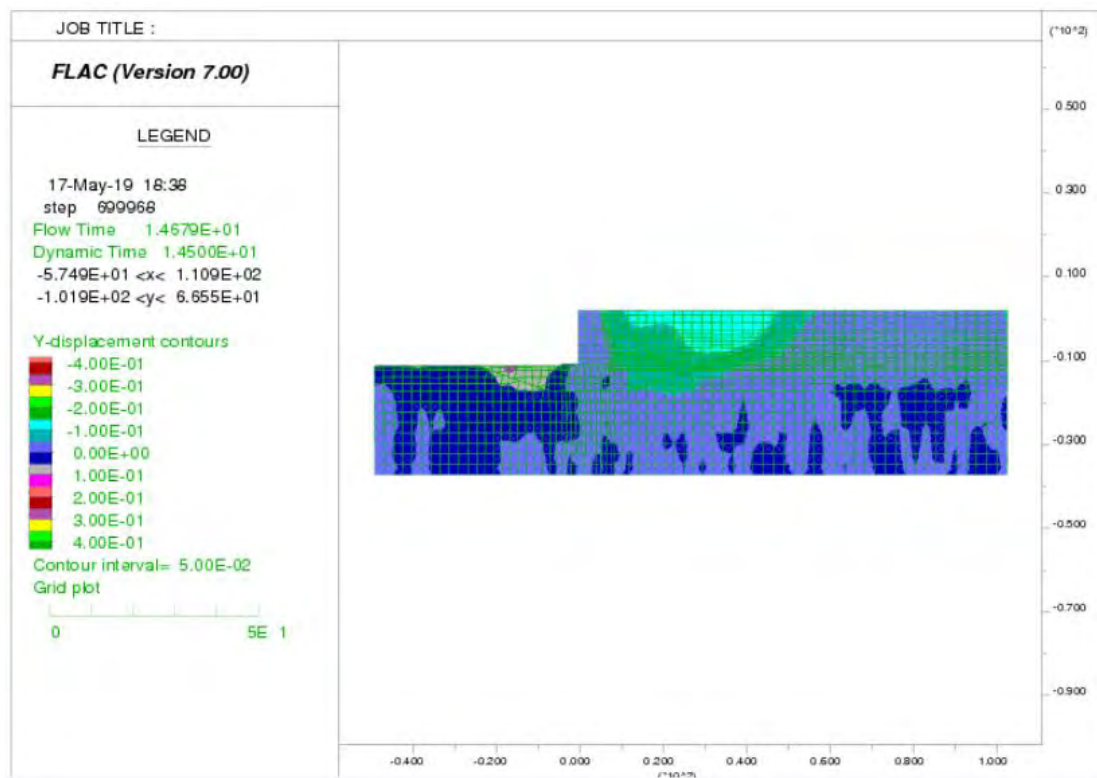 JOB TITLE :
FLAC (Version 7.00)
LEGEND
17-May-19 18:38
step 699968
Flow Time 1.4679E+01
Dynamic Time 1.4500E+01
-5.749E+01 <x< 1.109E+02
-1.019E+02 <y< 6.655E+01
Y-displacement contours
-4.00E-01
-3.00E-01
-2.00E-01
-1.00E-01
0.00E+00
1.00E-01
2.00E-01
3.00E-01
4.00E-01
Contour interval= 5.00E-02
Grid plot
0 5E 1
(*10^2)
0.500
0.300
0.100
-0.100
-0.300
-0.500
-0.700
-0.900
-0.400 -0.200 0.000 0.200 0.400 0.600 0.800 1.000
(*10^2)